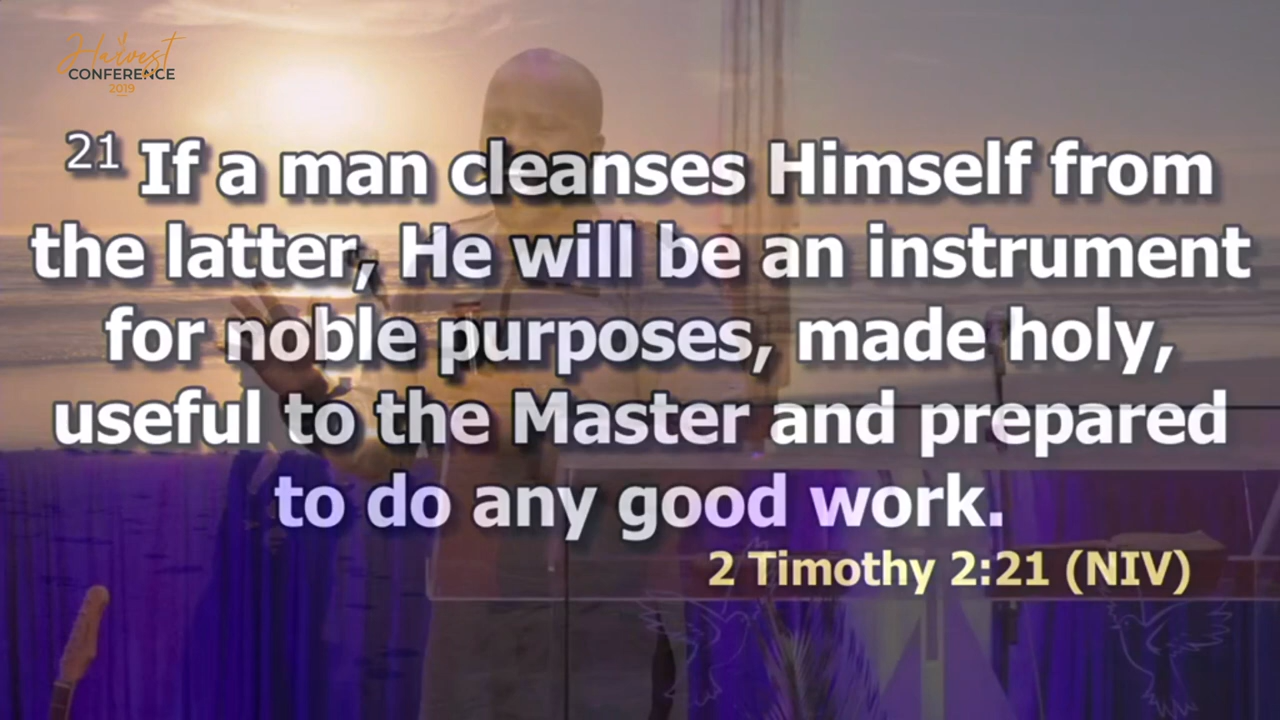 Harvest
CONFERENCE
2019
21 If a man cleanses Himself from
the latter, He will be an instrument
for noble purposes, made holy,
useful to the Master and prepared
to do any good work.
2 Timothy 2:21 (NIV)